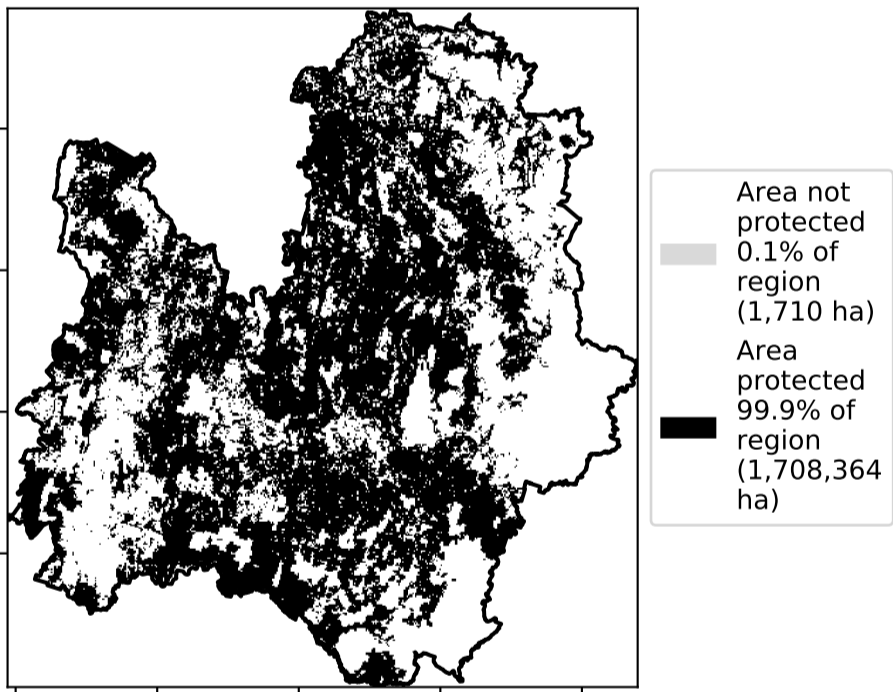 Area not
protected
0.1% of
region
(1,710 ha)
Area
protected
99.9% of
region
(1,708,364
ha)